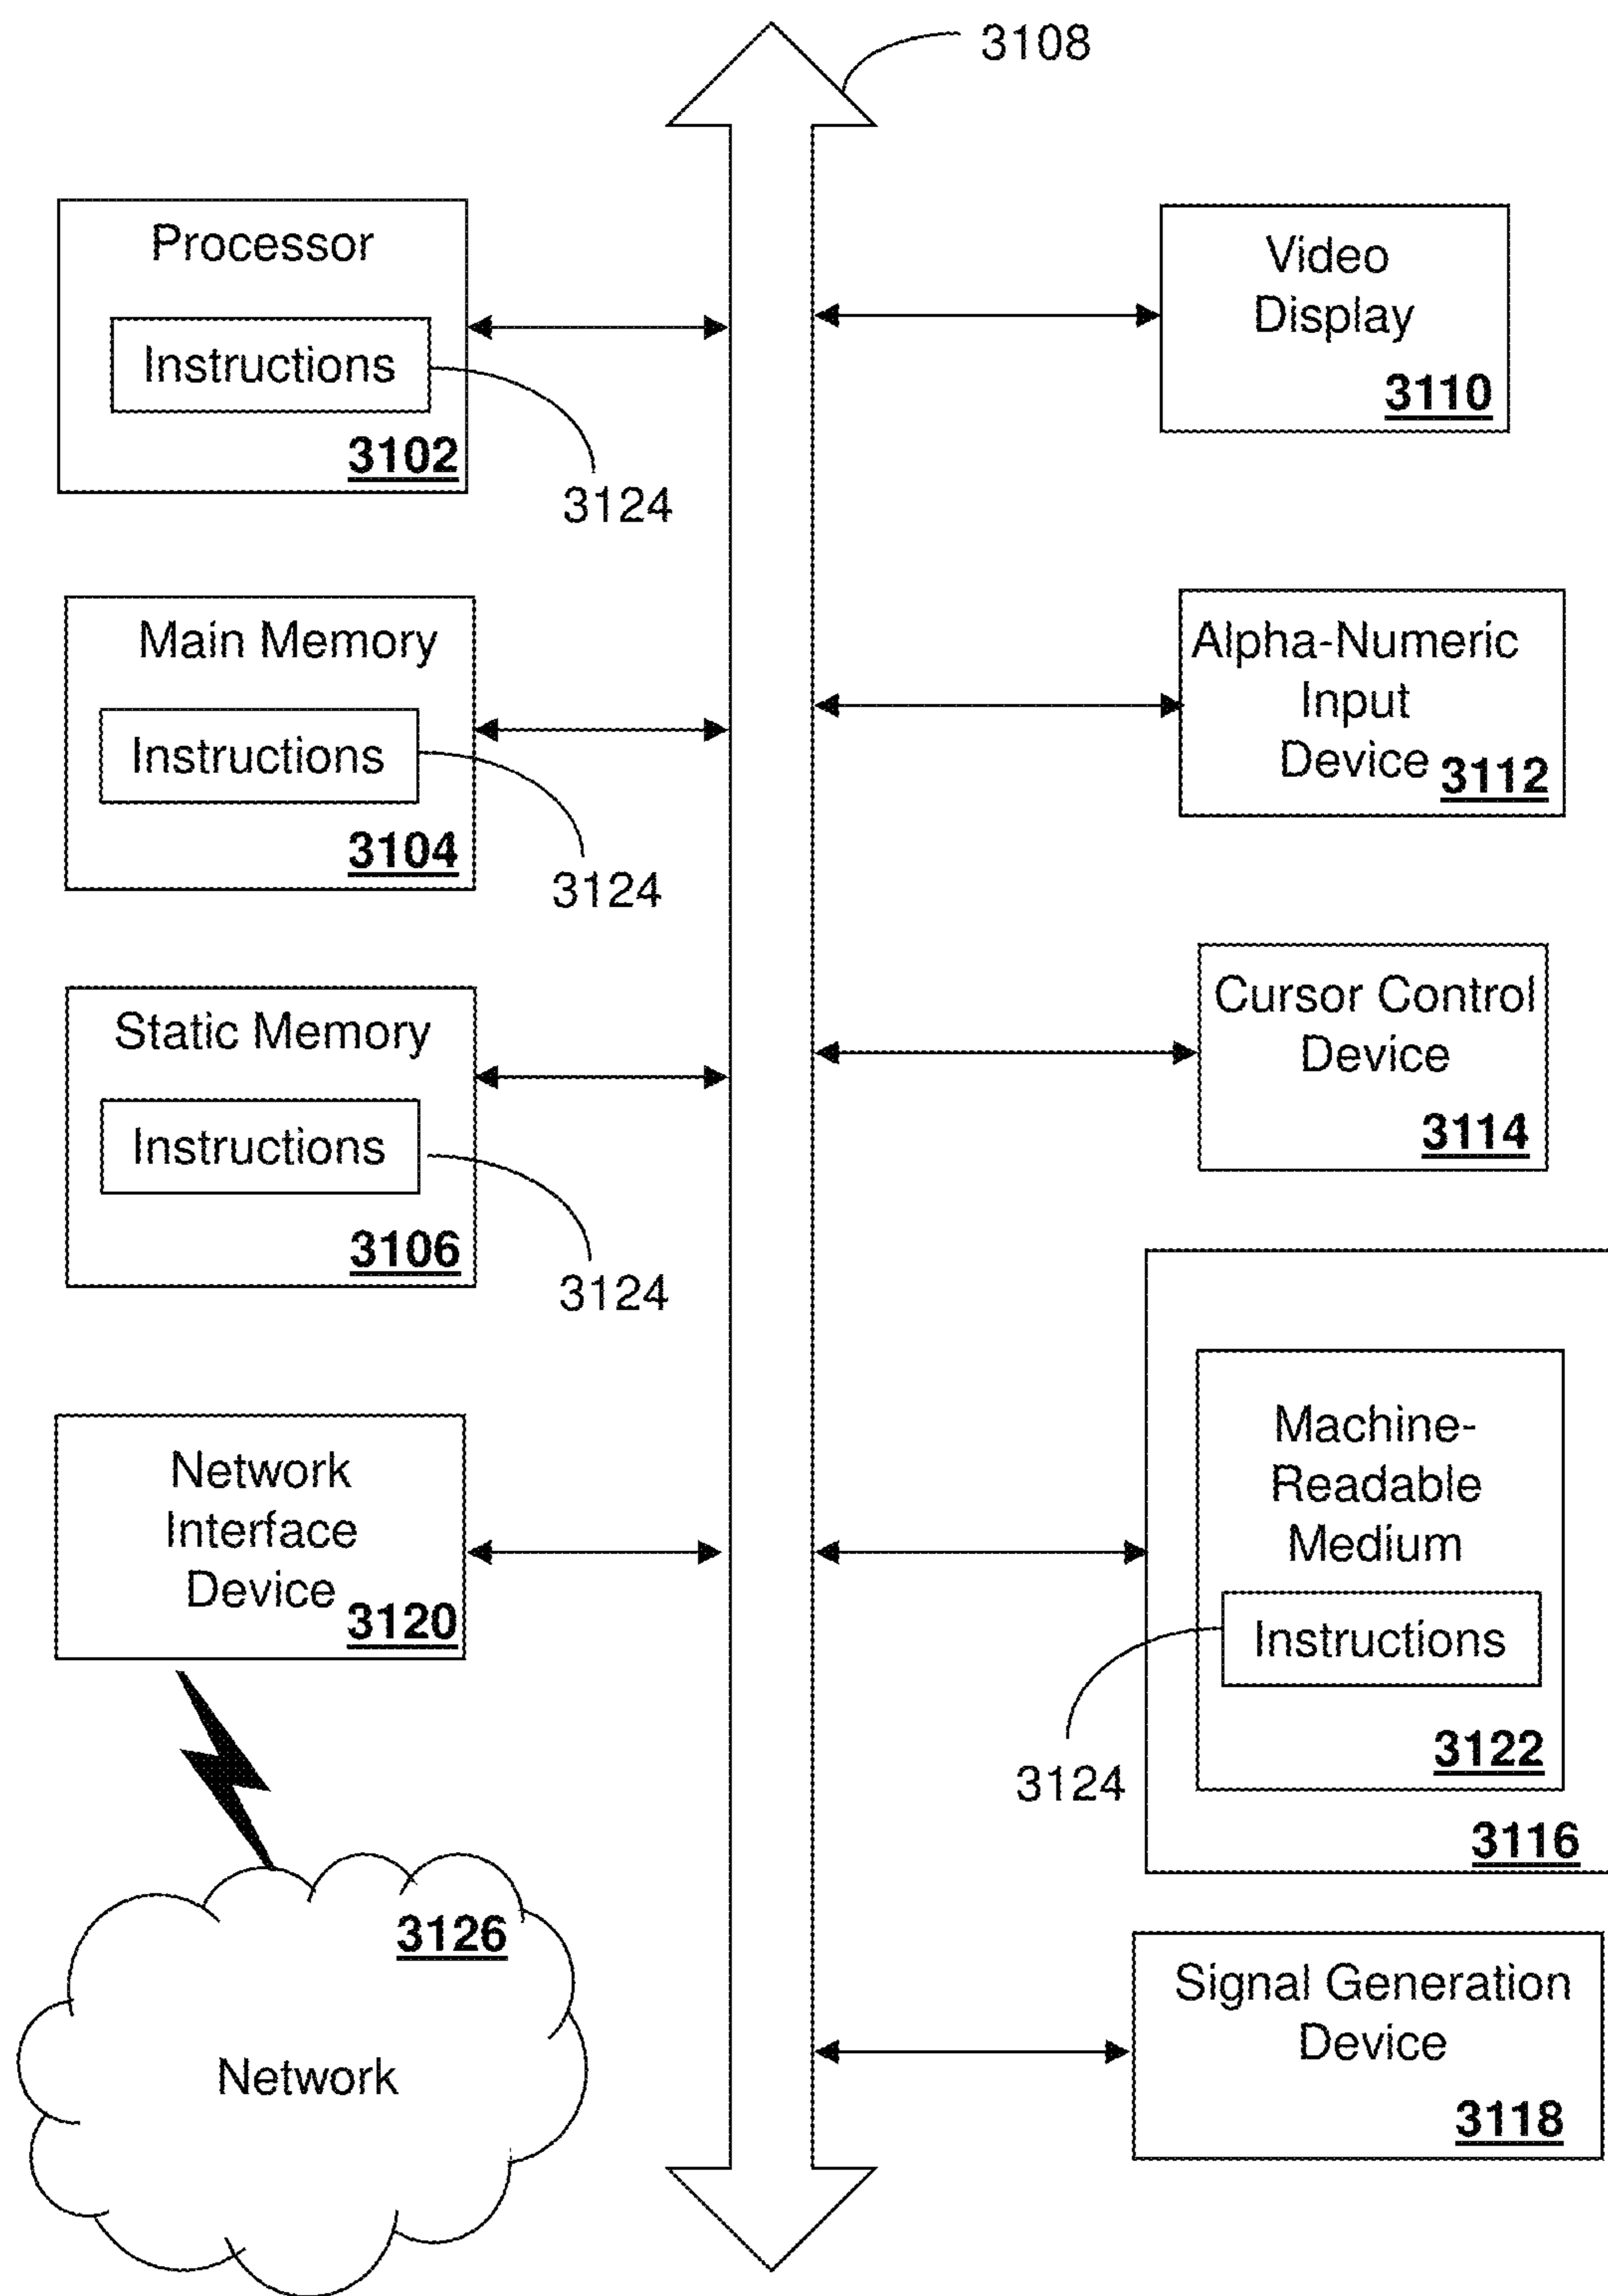 3108
Processor
Instructions
3102
3124
Main Memory
Instructions
3104
3124
Static Memory
Instructions
3106
3124
Network
Interface
Device
3120
3126
Network
Video
Display
3110
Alpha-Numeric
Input
Device
3112
Cursor Control
Device
3114
Machine-
Readable
Medium
Instructions
3122
3124
3116
Signal Generation
Device
3118